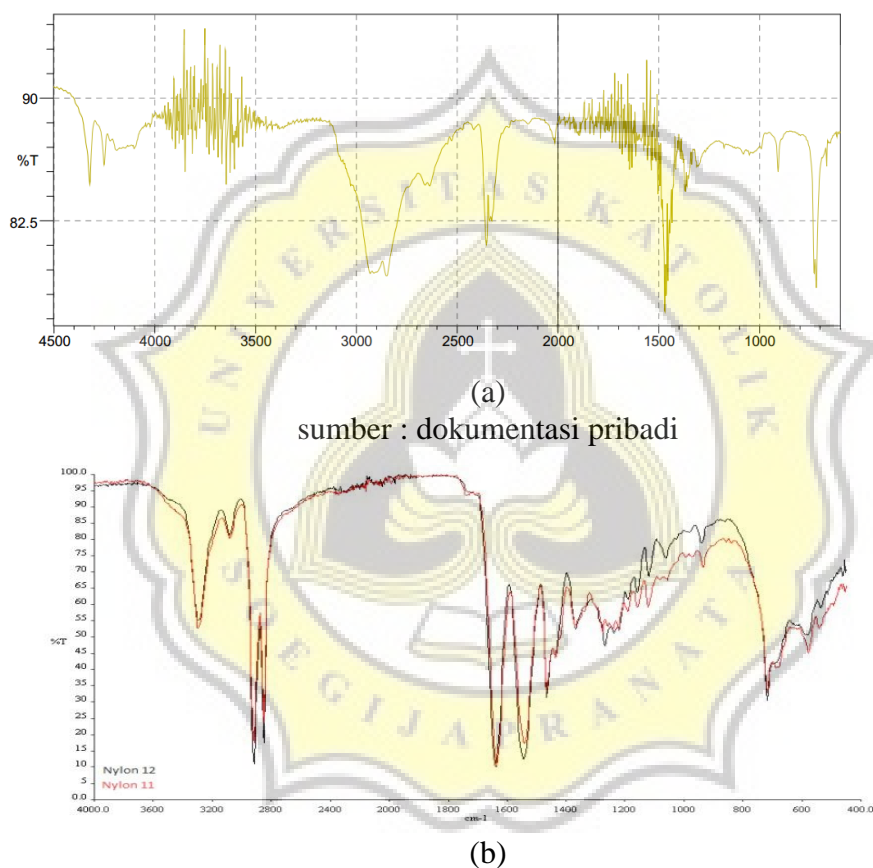 90
%T
82.5
4500 4000 3500 3000 2500 2000 1500 1000
(a)
sumber : dokumentasi pribadi
UNIVERSITAS KATOLIK
SOEGIJAPRANATA
100.0
95
90
85
80
75
70
65
60
55
50
%T
45
40
35
30
25
20
15
10
5
0.0
Nylon 12
Nylon 11
4000.0 3600 3200 2800 2400 2000 1800 1600 1400 1200 1000 800 600 400.0
cm-1
(b)